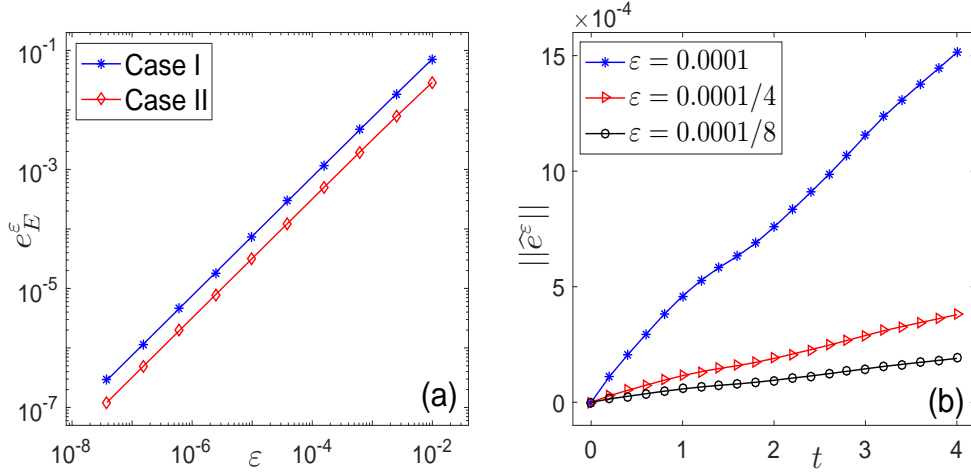 10^-1
10^-3
10^-5
10^-7
e_E^ε
Case I
Case II
(a)
10^-8
10^-6
10^-4
10^-2
ε
×10^-4
15
10
5
0
||ê^ε||
ε = 0.0001
ε = 0.0001/4
ε = 0.0001/8
(b)
0
1
2
3
4
t